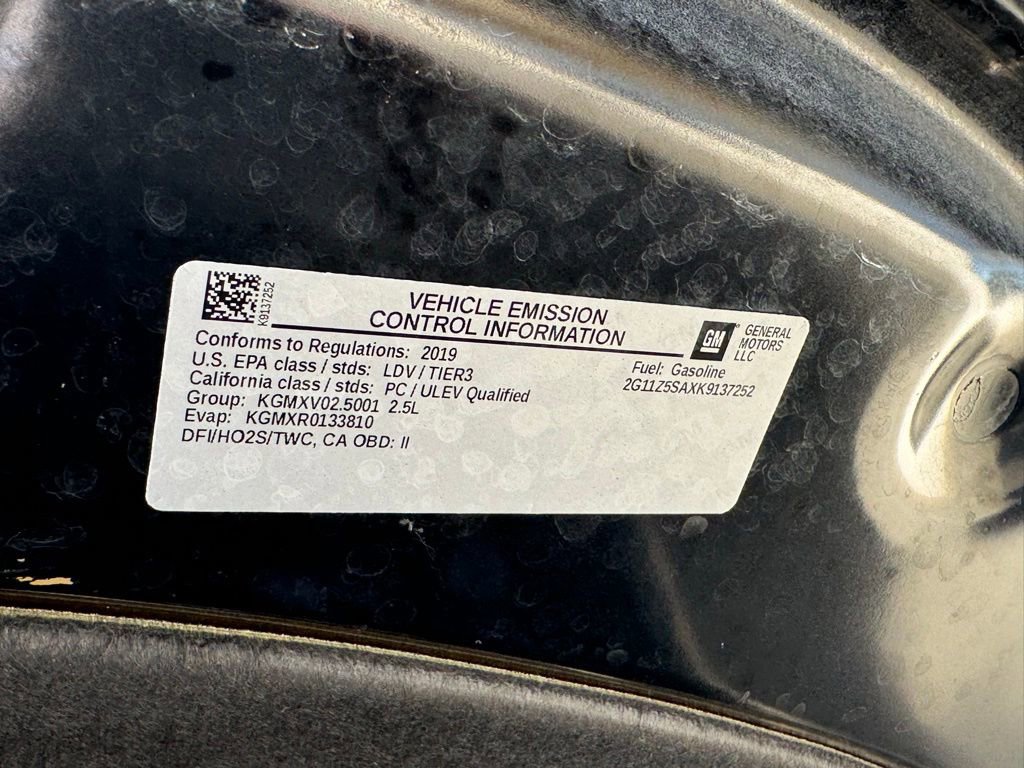 K9137252
VEHICLE EMISSION
CONTROL INFORMATION
GM
GENERAL
MOTORS
LLC
Conforms to Regulations: 2019
U.S. EPA class / stds: LDV / TIER3
California class / stds: PC / ULEV Qualified
Group: KGMXV02.5001 2.5L
Evap: KGMXR0133810
DFI/HO2S/TWC, CA OBD: II
Fuel: Gasoline
2G11Z5SAXK9137252